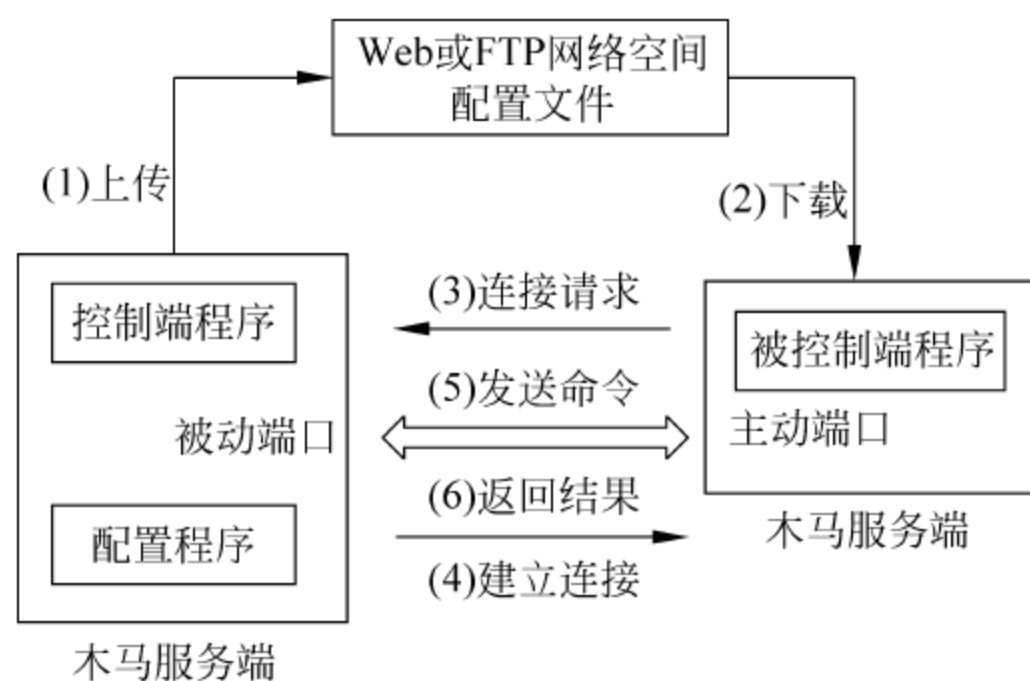 Web或FTP网络空间
配置文件
(1)上传
(2)下载
控制端程序
(3)连接请求
被控制端程序
(5)发送命令
被动端口
主动端口
(6)返回结果
配置程序
木马服务端
(4)建立连接
木马服务端